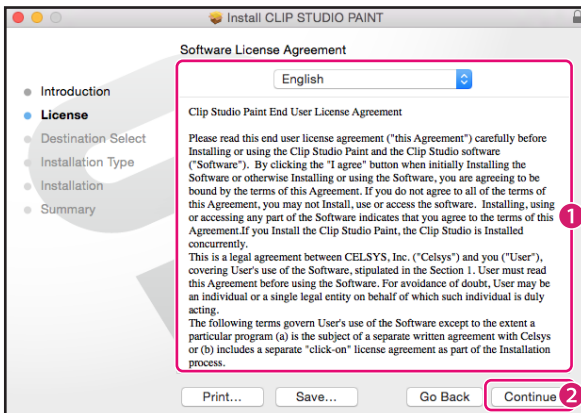 Install CLIP STUDIO PAINT
Software License Agreement
Introduction
License
Destination Select
Installation Type
Installation
Summary
English
Clip Studio Paint End User License Agreement
Please read this end user license agreement ("this Agreement") carefully before
Installing or using the Clip Studio Paint and the Clip Studio software
("Software"). By clicking the "I agree" button when initially Installing the
Software or otherwise Installing or using the Software, you are agreeing to be
bound by the terms of this Agreement. If you do not agree to all of the terms of
this Agreement, you may not Install, use or access the software. Installing, using
or accessing any part of the Software indicates that you agree to the terms of this
Agreement.If you Install the Clip Studio Paint, the Clip Studio is Installed
concurrently.
This is a legal agreement between CELSYS, Inc. ("Celsys") and you ("User"),
covering User's use of the Software, stipulated in the Section 1. User must read
this Agreement before using the Software. For avoidance of doubt, User may be
an individual or a single legal entity on behalf of which such individual is duly
acting.
The following terms govern User's use of the Software except to the extent a
particular program (a) is the subject of a separate written agreement with Celsys
or (b) includes a separate "click-on" license agreement as part of the Installation
process.
1
Print...
Save...
Go Back
Continue
2